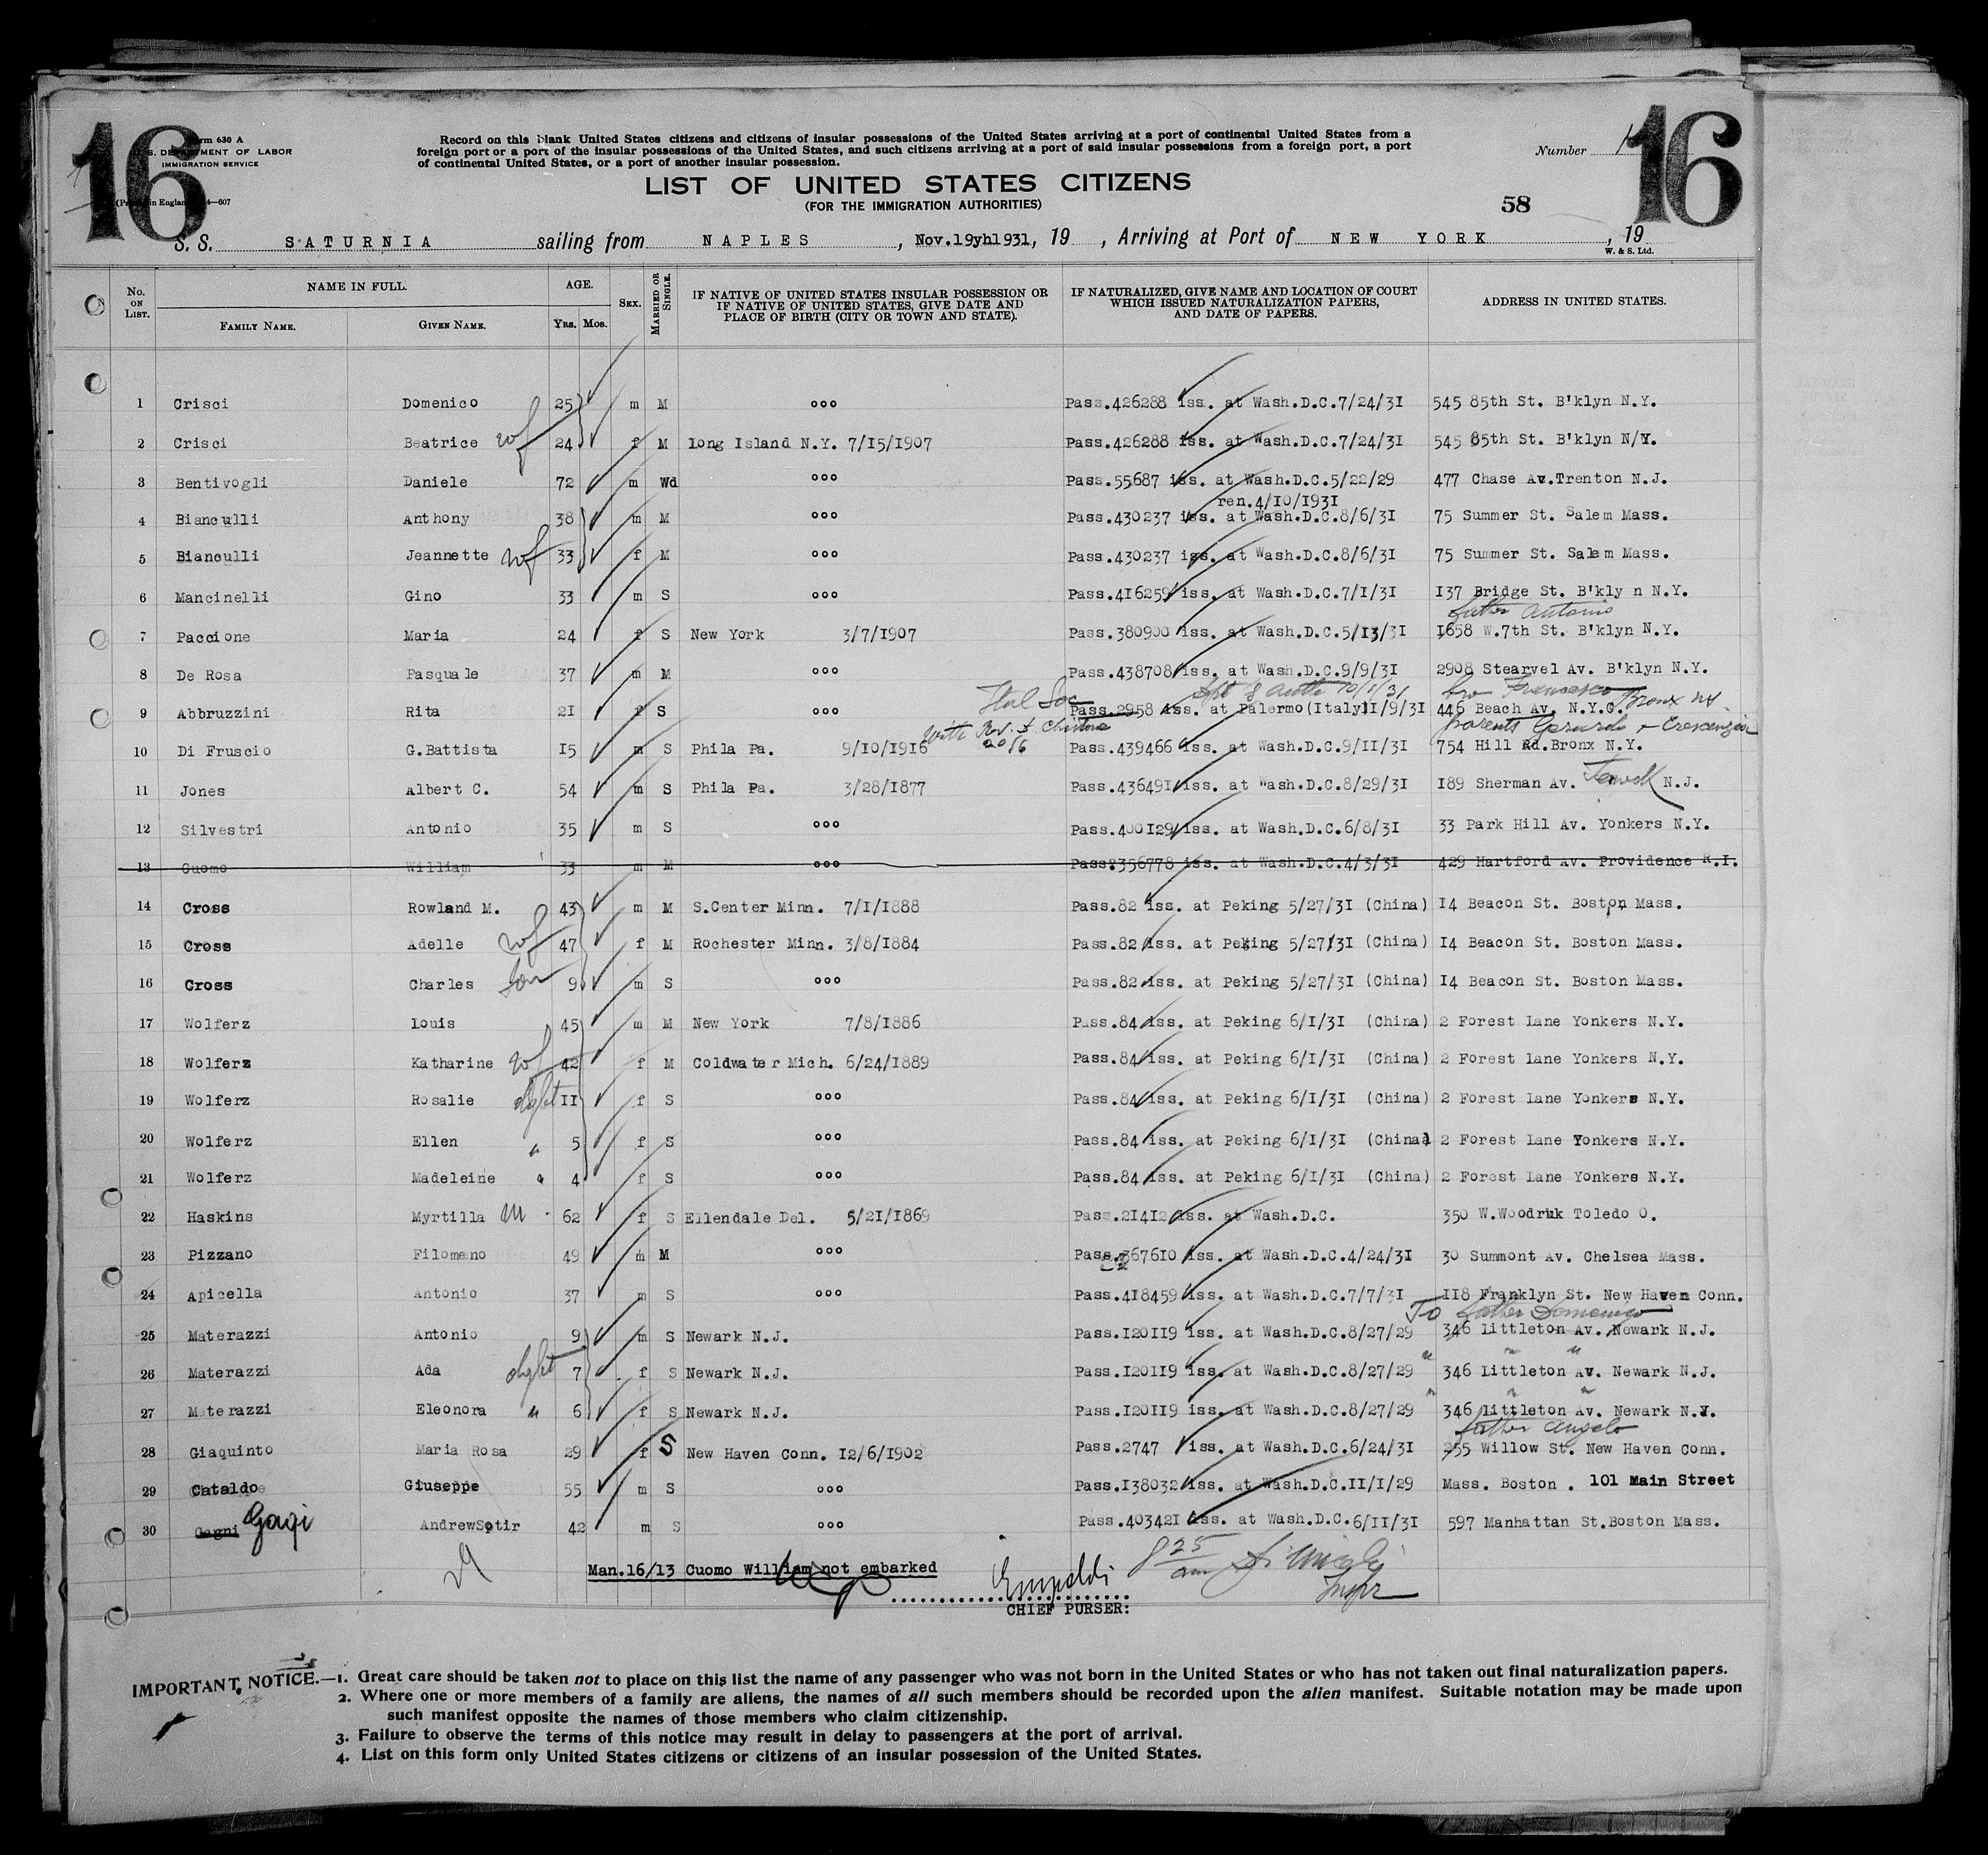 16
16
Form 630 A
U. S. DEPARTMENT OF LABOR
IMMIGRATION SERVICE
(Printed in England) 14—607
Record on this blank United States citizens and citizens of insular possessions of the United States arriving at a port of continental United States from a
foreign port or a port of the insular possessions of the United States, and such citizens arriving at a port of said insular possessions from a foreign port, a port
of continental United States, or a port of another insular possession.
Number
LIST OF UNITED STATES CITIZENS
(FOR THE IMMIGRATION AUTHORITIES)
58
S. S. SATURNIA sailing from NAPLES, Nov.19yh1931, 19 , Arriving at Port of NEW YORK, 19
W. & S. Ltd.
No. ON LIST. NAME IN FULL. FAMILY NAME. GIVEN NAME. AGE. YRS. MOS. SEX. MARRIED OR SINGLE. IF NATIVE OF UNITED STATES INSULAR POSSESSION OR IF NATIVE OF UNITED STATES, GIVE DATE AND PLACE OF BIRTH (CITY OR TOWN AND STATE). IF NATURALIZED, GIVE NAME AND LOCATION OF COURT WHICH ISSUED NATURALIZATION PAPERS, AND DATE OF PAPERS. ADDRESS IN UNITED STATES.
1 Crisci Domenico 25 m M ooo Pass.426288 iss. at Wash.D.C.7/24/31 545 85th St. B'klyn N.Y.
2 Crisci Beatrice wf 24 f M Long Island N.Y. 7/15/1907 Pass.426288 iss. at Wash.D.C.7/24/31 545 85th St. B'klyn N/Y.
3 Bentivogli Daniele 72 m Wd ooo Pass.55687 iss. at Wash.D.C.5/22/29 477 Chase Av.Trenton N.J.
ren.4/10/1931
4 Bianculli Anthony 38 m M ooo Pass.430237 iss. at Wash.D.C.8/6/31 75 Summer St. Salem Mass.
5 Bianculli Jeannette wf 33 f M ooo Pass.430237 iss. at Wash.D.C.8/6/31 75 Summer St. Salem Mass.
6 Mancinelli Gino 33 m S ooo Pass.416259 iss. at Wash.D.C.7/1/31 137 Bridge St. B'kly n N.Y.
father Antonio
7 Paccione Maria 24 f S New York 3/7/1907 Pass.380900 iss. at Wash.D.C.5/13/31 1658 W.7th St. B'klyn N.Y.
8 De Rosa Pasquale 37 m M ooo Pass.438708 iss. at Wash.D.C.9/9/31 2908 Stearvel Av. B'klyn N.Y.
Ital Soc 10/1/31 bro Francesco Bronx NY.
9 Abbruzzini Rita 21 f S ooo Pass.2958 iss. at Palermo(Italy)11/9/31 446 Beach Av. N.Y.C.
with parents Gerardo + Crescenzia
10 Di Fruscio G.Battista 15 m S Phila Pa. 9/10/1916 20/6 Pass.439466 iss. at Wash.D.C.9/11/31 754 Hill Rd.Bronx N.Y.
11 Jones Albert C. 54 m S Phila Pa. 3/28/1877 Pass.436491 iss. at Wash.D.C.8/29/31 189 Sherman Av. N.J.
12 Silvestri Antonio 35 m S ooo Pass.400129 iss. at Wash.D.C.6/8/31 33 Park Hill Av. Yonkers N.Y.
13 Cuomo William 33 m M ooo Pass.356778 iss. at Wash.D.C.4/3/31 429 Hartford Av. Providence R.I.
14 Cross Rowland M. 43 m M S.Center Minn. 7/1/1888 Pass.82 iss. at Peking 5/27/31 (China) 14 Beacon St. Boston Mass.
15 Cross Adelle wf 47 f M Rochester Minn. 3/8/1884 Pass.82 iss. at Peking 5/27/31 (China) 14 Beacon St. Boston Mass.
16 Cross Charles son 9 m S ooo Pass.82 iss. at Peking 5/27/31 (China) 14 Beacon St. Boston Mass.
17 Wolferz Louis 45 m M New York 7/8/1886 Pass.84 iss. at Peking 6/1/31 (China) 2 Forest Lane Yonkers N.Y.
18 Wolferz Katharine wf 42 f M Coldwater Mich. 6/24/1889 Pass.84 iss. at Peking 6/1/31 (China) 2 Forest Lane Yonkers N.Y.
19 Wolferz Rosalie dght 11 f S ooo Pass.84 iss. at Peking 6/1/31 (China) 2 Forest Lane Yonkers N.Y.
20 Wolferz Ellen " 5 f S ooo Pass.84 iss. at Peking 6/1/31 (China) 2 Forest Lane Yonkers N.Y.
21 Wolferz Madeleine " 4 f S ooo Pass.84 iss. at Peking 6/1/31 (China) 2 Forest Lane Yonkers N.Y.
22 Haskins Myrtilla 62 f S Ellendale Del. 5/21/1869 Pass.21412 iss. at Wash.D.C. 350 W.Woodruk Toledo O.
23 Pizzano Filomeno 49 m M ooo Pass.367610 iss. at Wash.D.C.4/24/31 30 Summont Av. Chelsea Mass.
24 Apicella Antonio 37 m S ooo Pass.418459 iss. at Wash.D.C.7/7/31 118 Franklyn St. New Haven Conn.
To father Domenico
25 Materazzi Antonio 9 m S Newark N.J. Pass.120119 iss. at Wash.D.C.8/27/29 346 Littleton Av. Newark N.J.
" " "
26 Materazzi Ada dght 7 f S Newark N.J. Pass.120119 iss. at Wash.D.C.8/27/29 346 Littleton Av. Newark N.J.
" " "
27 Materazzi Eleonora " 6 f S Newark N.J. Pass.120119 iss. at Wash.D.C.8/27/29 346 Littleton Av. Newark N.J.
father Angelo
28 Giaquinto Maria Rosa 29 f S New Haven Conn. 12/6/1902 Pass.2747 iss. at Wash.D.C.6/24/31 255 Willow St. New Haven Conn.
29 Cataldo Giuseppe 55 m S ooo Pass.138032 iss. at Wash.D.C.11/1/29 Mass. Boston . 101 Main Street
30 Gagni Gagi AndrewSotir 42 m S ooo Pass.403421 iss. at Wash.D.C.6/11/31 597 Manhattan St.Boston Mass.
Man.16/13 Cuomo William not embarked
8 25 am Inspr
CHIEF PURSER:
IMPORTANT NOTICE.—1. Great care should be taken not to place on this list the name of any passenger who was not born in the United States or who has not taken out final naturalization papers.
2. Where one or more members of a family are aliens, the names of all such members should be recorded upon the alien manifest. Suitable notation may be made upon
such manifest opposite the names of those members who claim citizenship.
3. Failure to observe the terms of this notice may result in delay to passengers at the port of arrival.
4. List on this form only United States citizens or citizens of an insular possession of the United States.